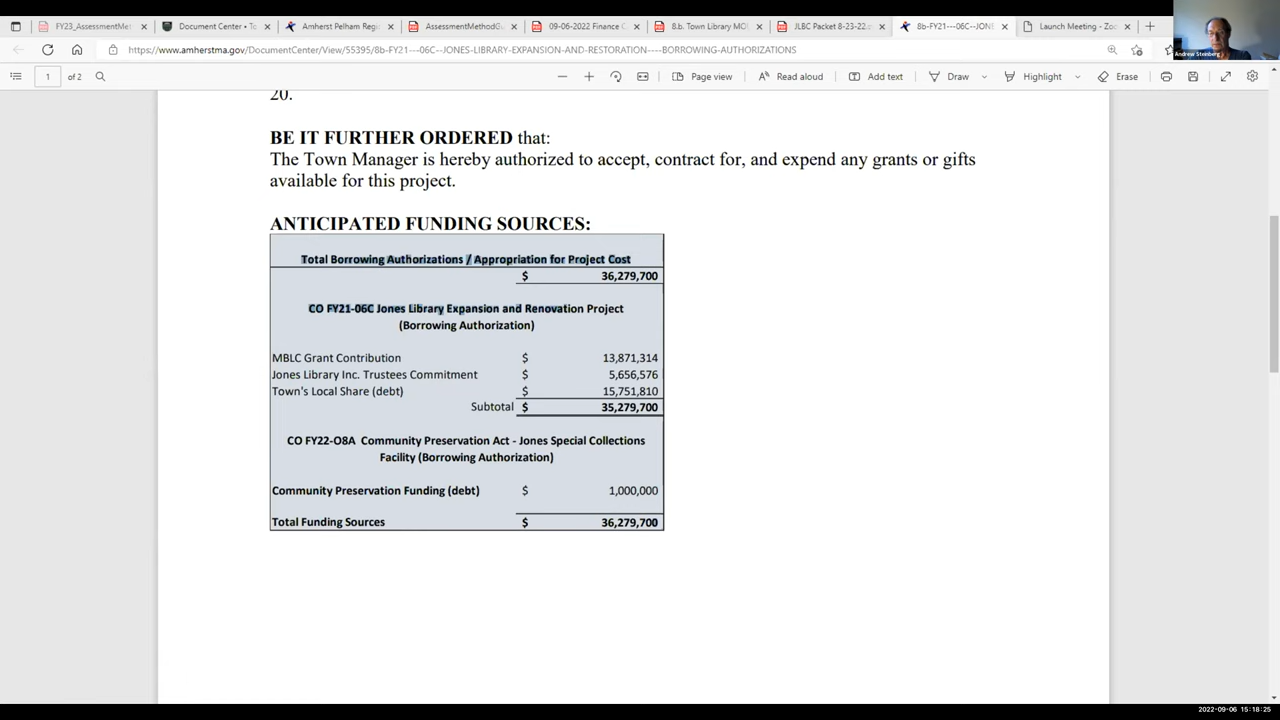 FY23_AssessmentMet
Document Center • To
Amherst Pelham Reg
AssessmentMethodG
09-06-2022 Finance C
8.b. Town Library MO
JLBC Packet 8-23-22
8b-FY21---06C--JON
Launch Meeting - Zoo
https://www.amherstma.gov/DocumentCenter/View/55395/8b-FY21---06C--JONES-LIBRARY-EXPANSION-AND-RESTORATION----BORROWING-AUTHORIZATIONS
Andrew Steinberg
1 of 2
Page view
Read aloud
Add text
Draw
Highlight
Erase
20.
BE IT FURTHER ORDERED that:
The Town Manager is hereby authorized to accept, contract for, and expend any grants or gifts
available for this project.
ANTICIPATED FUNDING SOURCES:
Total Borrowing Authorizations / Appropriation for Project Cost
$ 36,279,700
CO FY21-06C Jones Library Expansion and Renovation Project
(Borrowing Authorization)
MBLC Grant Contribution $ 13,871,314
Jones Library Inc. Trustees Commitment $ 5,656,576
Town's Local Share (debt) $ 15,751,810
Subtotal $ 35,279,700
CO FY22-O8A Community Preservation Act - Jones Special Collections
Facility (Borrowing Authorization)
Community Preservation Funding (debt) $ 1,000,000
Total Funding Sources $ 36,279,700
2022-09-06 15:18:25